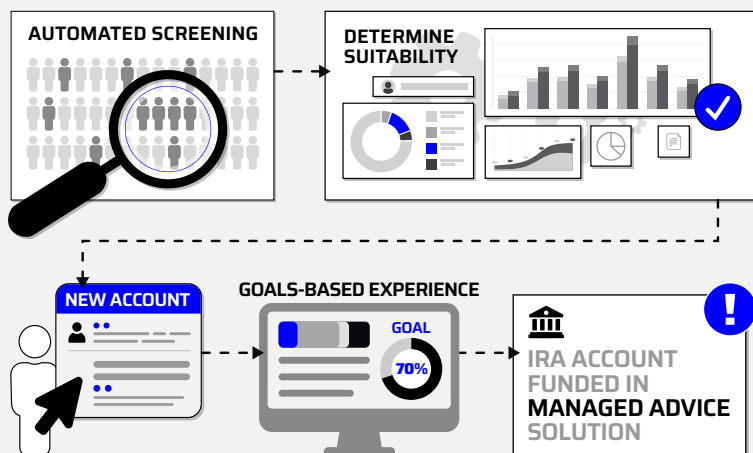 AUTOMATED SCREENING
DETERMINE
SUITABILITY
NEW ACCOUNT
GOALS-BASED EXPERIENCE
GOAL
70%
!
IRA ACCOUNT
FUNDED IN
MANAGED ADVICE
SOLUTION